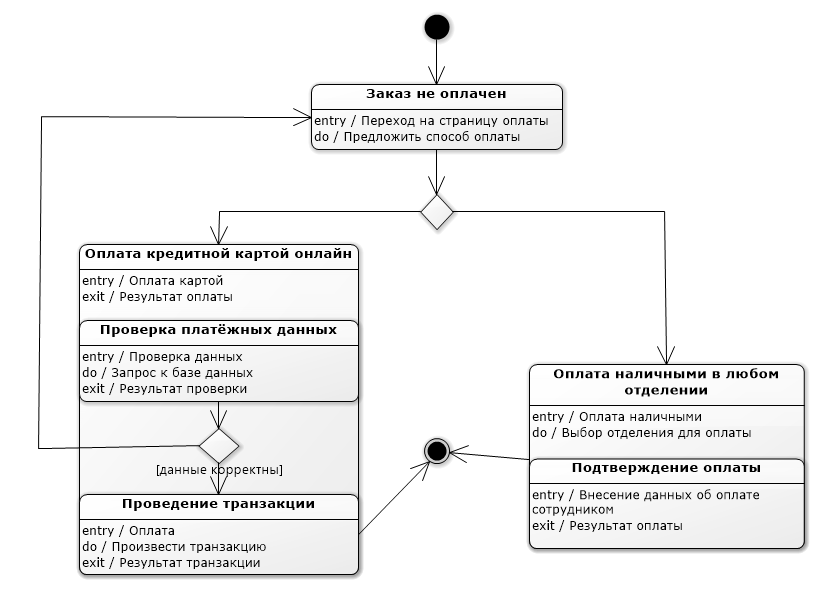 Заказ не оплачен
entry / Переход на страницу оплаты
do / Предложить способ оплаты
Оплата кредитной картой онлайн
entry / Оплата картой
exit / Результат оплаты
Проверка платёжных данных
entry / Проверка данных
do / Запрос к базе данных
exit / Результат проверки
[данные корректны]
Проведение транзакции
entry / Оплата
do / Произвести транзакцию
exit / Результат транзакции
Оплата наличными в любом
отделении
entry / Оплата наличными
do / Выбор отделения для оплаты
Подтверждение оплаты
entry / Внесение данных об оплате
сотрудником
exit / Результат оплаты